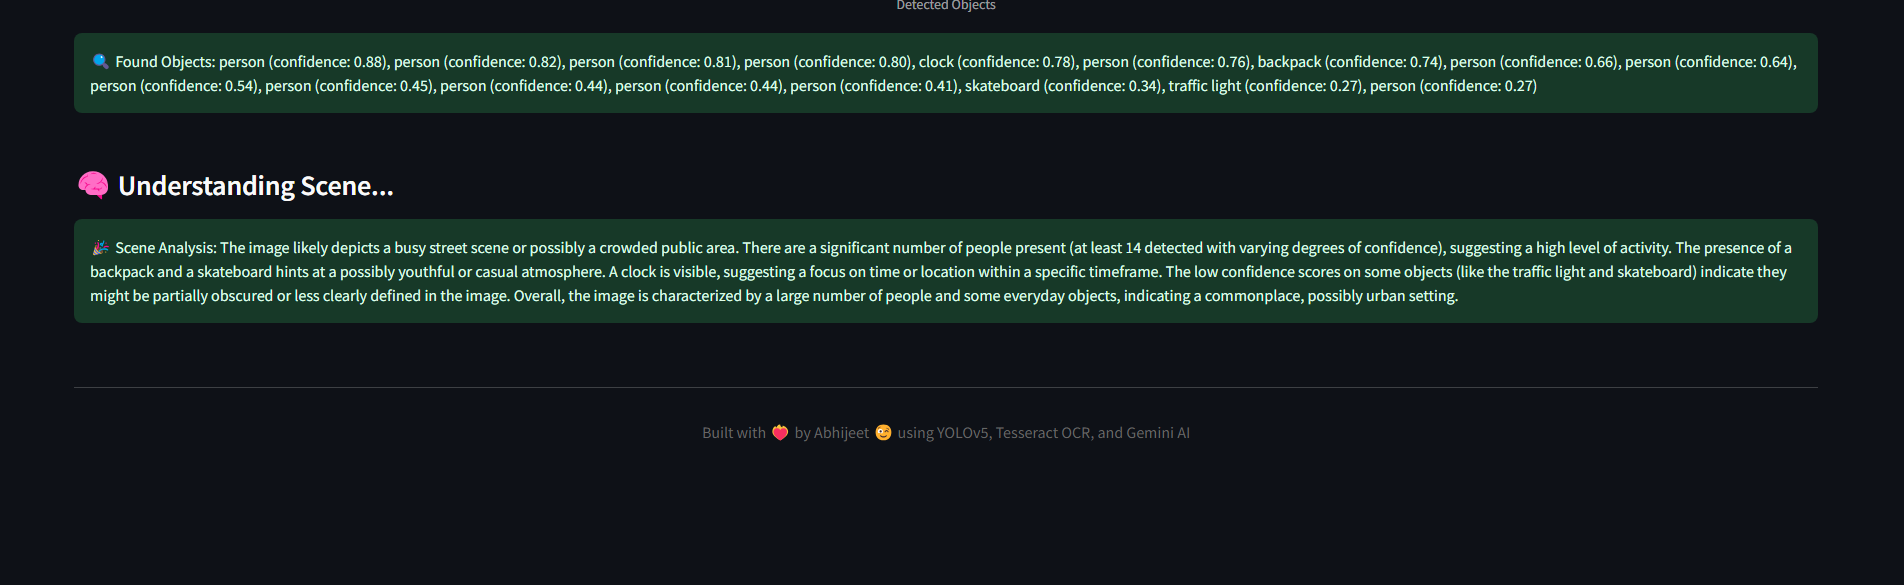 Detected Objects
🔍 Found Objects: person (confidence: 0.88), person (confidence: 0.82), person (confidence: 0.81), person (confidence: 0.80), clock (confidence: 0.78), person (confidence: 0.76), backpack (confidence: 0.74), person (confidence: 0.66), person (confidence: 0.64),
person (confidence: 0.54), person (confidence: 0.45), person (confidence: 0.44), person (confidence: 0.44), person (confidence: 0.41), skateboard (confidence: 0.34), traffic light (confidence: 0.27), person (confidence: 0.27)
🧠 Understanding Scene...
🎉 Scene Analysis: The image likely depicts a busy street scene or possibly a crowded public area. There are a significant number of people present (at least 14 detected with varying degrees of confidence), suggesting a high level of activity. The presence of a
backpack and a skateboard hints at a possibly youthful or casual atmosphere. A clock is visible, suggesting a focus on time or location within a specific timeframe. The low confidence scores on some objects (like the traffic light and skateboard) indicate they
might be partially obscured or less clearly defined in the image. Overall, the image is characterized by a large number of people and some everyday objects, indicating a commonplace, possibly urban setting.
Built with ❤️ by Abhijeet 😉 using YOLOv5, Tesseract OCR, and Gemini AI